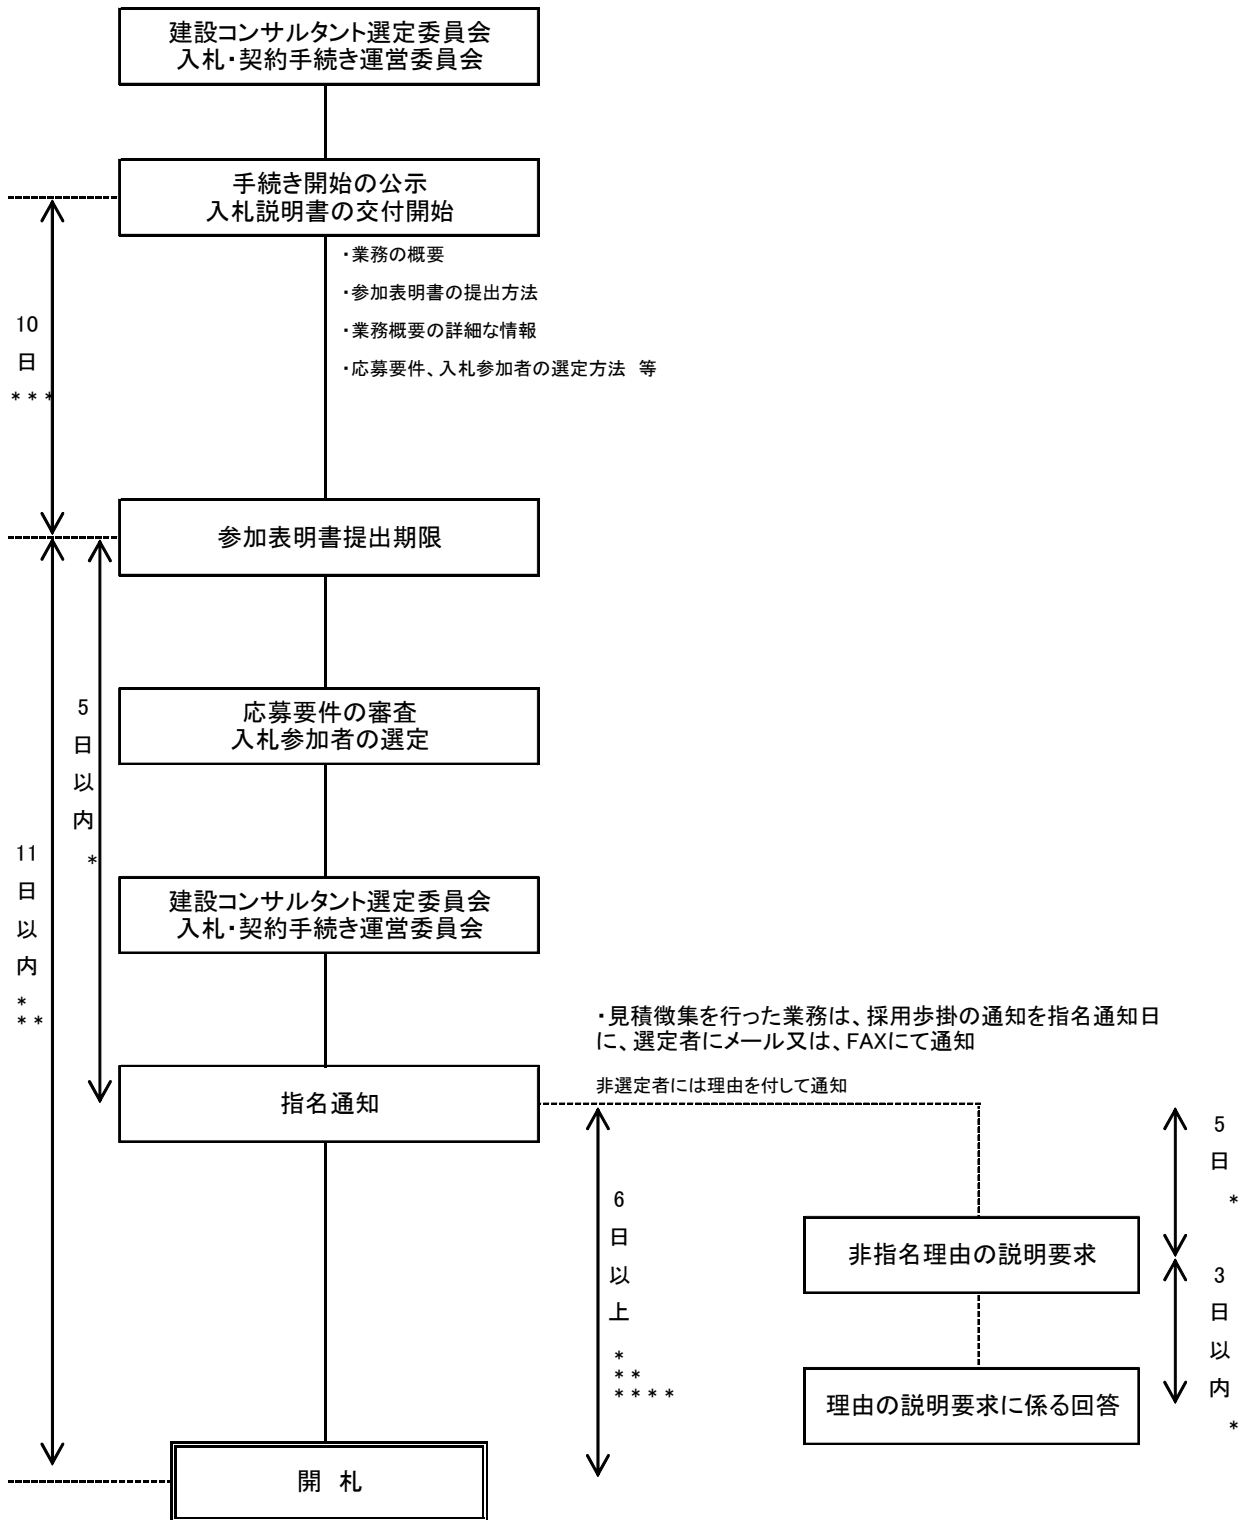 建設コンサルタント選定委員会
入札・契約手続き運営委員会
手続き開始の公示
入札説明書の交付開始
・業務の概要
・参加表明書の提出方法
・業務概要の詳細な情報
・応募要件、入札参加者の選定方法　等
10
日
***
参加表明書提出期限
応募要件の審査
入札参加者の選定
5
日
以
内
*
11
日
以
内
*
**
建設コンサルタント選定委員会
入札・契約手続き運営委員会
・見積徴集を行った業務は、採用歩掛の通知を指名通知日
に、選定者にメール又は、FAXにて通知
非選定者には理由を付して通知
指名通知
6
日
以
上
*
**
****
5
日
*
非指名理由の説明要求
3
日
以
内
*
理由の説明要求に係る回答
開　札